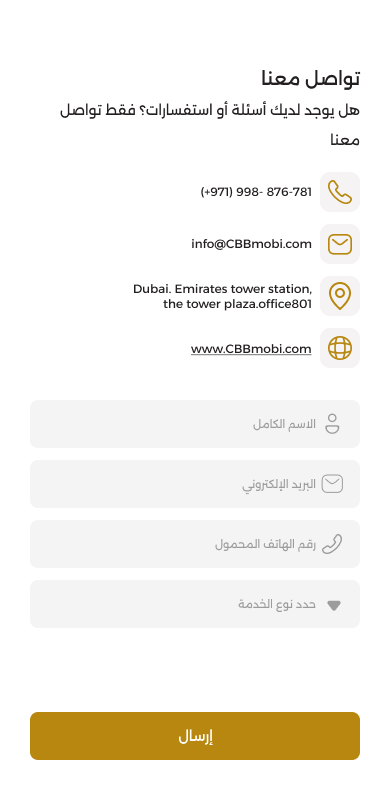 تواصل معنا
هل يوجد لديك أسئلة أو استفسارات؟ فقط تواصل
معنا
(+971) 998- 876-781
info@CBBmobi.com
Dubai. Emirates tower station,
the tower plaza.office801
www.CBBmobi.com
الاسم الكامل
البريد الإلكتروني
رقم الهاتف المحمول
حدد نوع الخدمة
إرسال